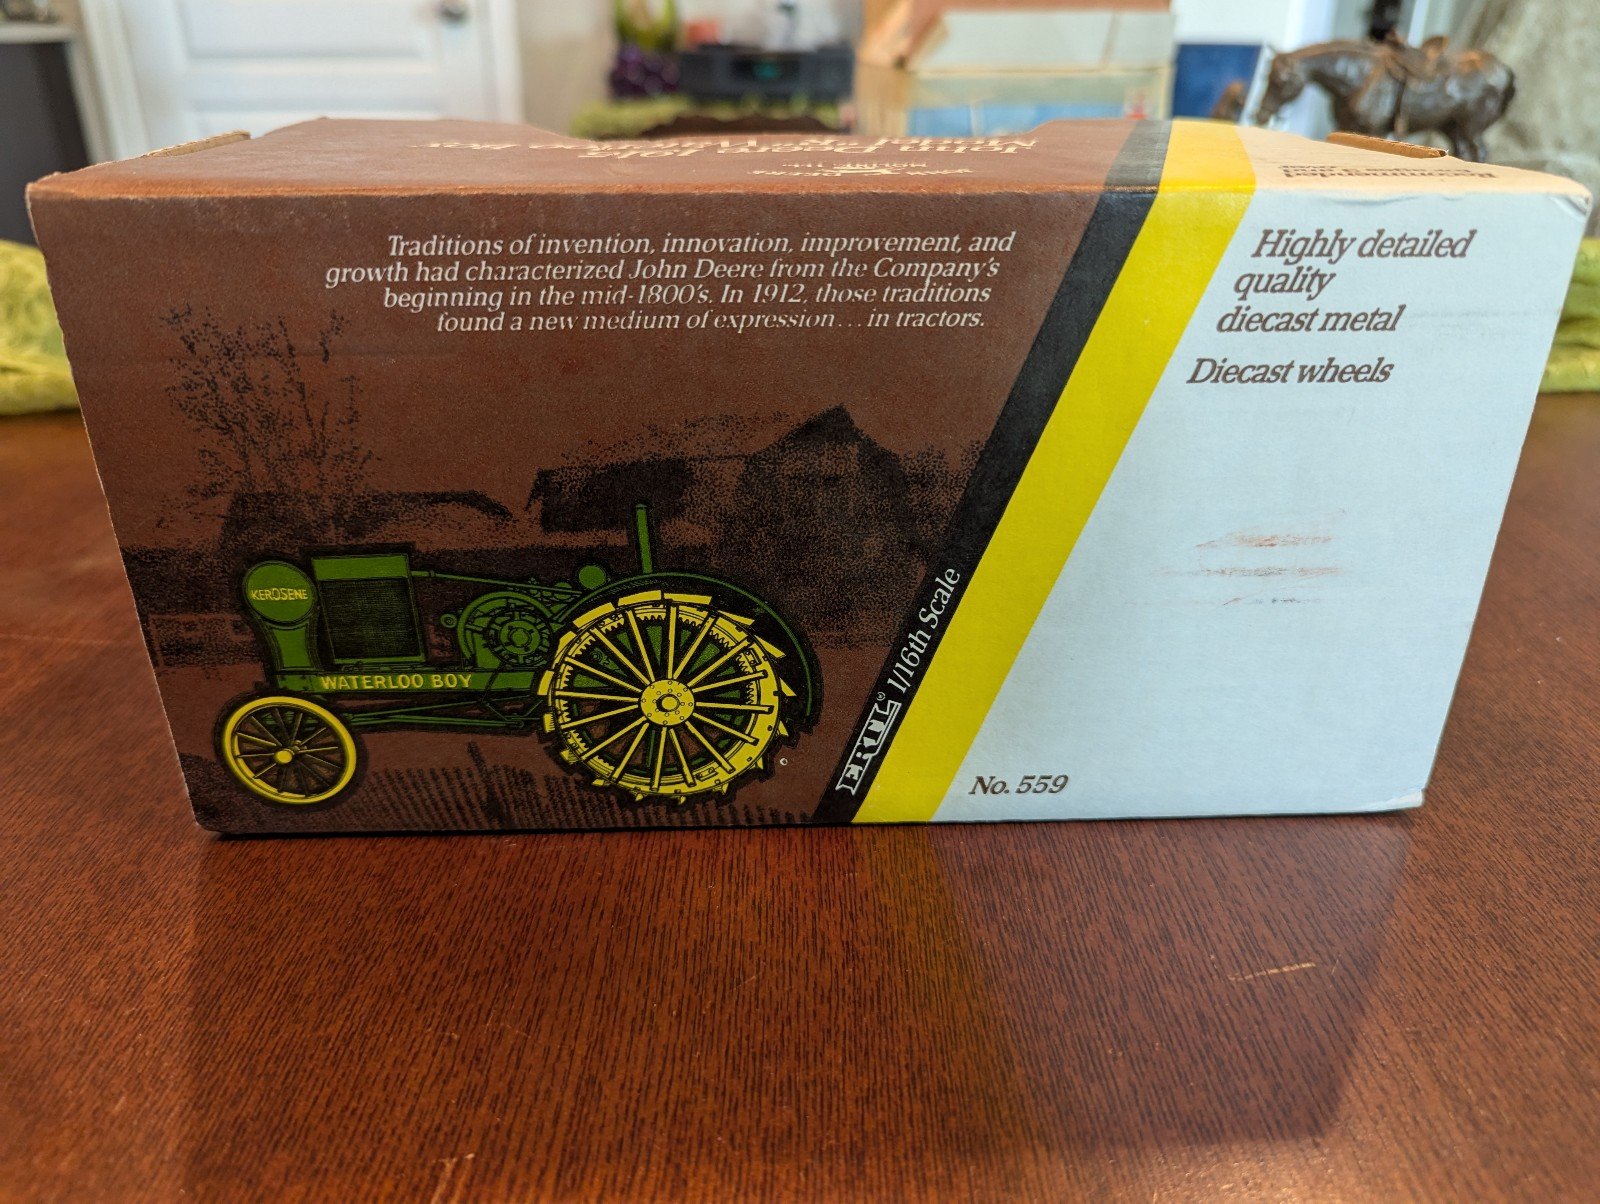 Traditions of invention, innovation, improvement, and
growth had characterized John Deere from the Company's
beginning in the mid-1800's. In 1912, those traditions
found a new medium of expression...in tractors.
Highly detailed
quality
diecast metal
Diecast wheels
KEROSENE
WATERLOO BOY
ERTL® 1/16th Scale
No. 559
Recommended